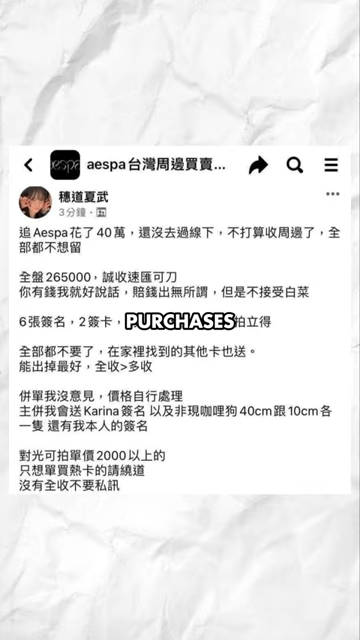 aespa
aespa台灣周邊買賣...
穗道夏武
3分鐘·
追Aespa花了40萬，還沒去過線下，不打算收周邊了，全
部都不想留
全盤265000，誠收速匯可刀
你有錢我就好說話，賠錢出無所謂，但是不接受白菜
6張簽名，2簽卡，
PURCHASES
拍立得
全部都不要了，在家裡找到的其他卡也送。
能出掉最好，全收>多收
併單我沒意見，價格自行處理
主併我會送Karina簽名 以及非現咖哩狗40cm跟10cm各
一隻 還有我本人的簽名
對光可拍單價2000以上的
只想單買熱卡的請繞道
沒有全收不要私訊